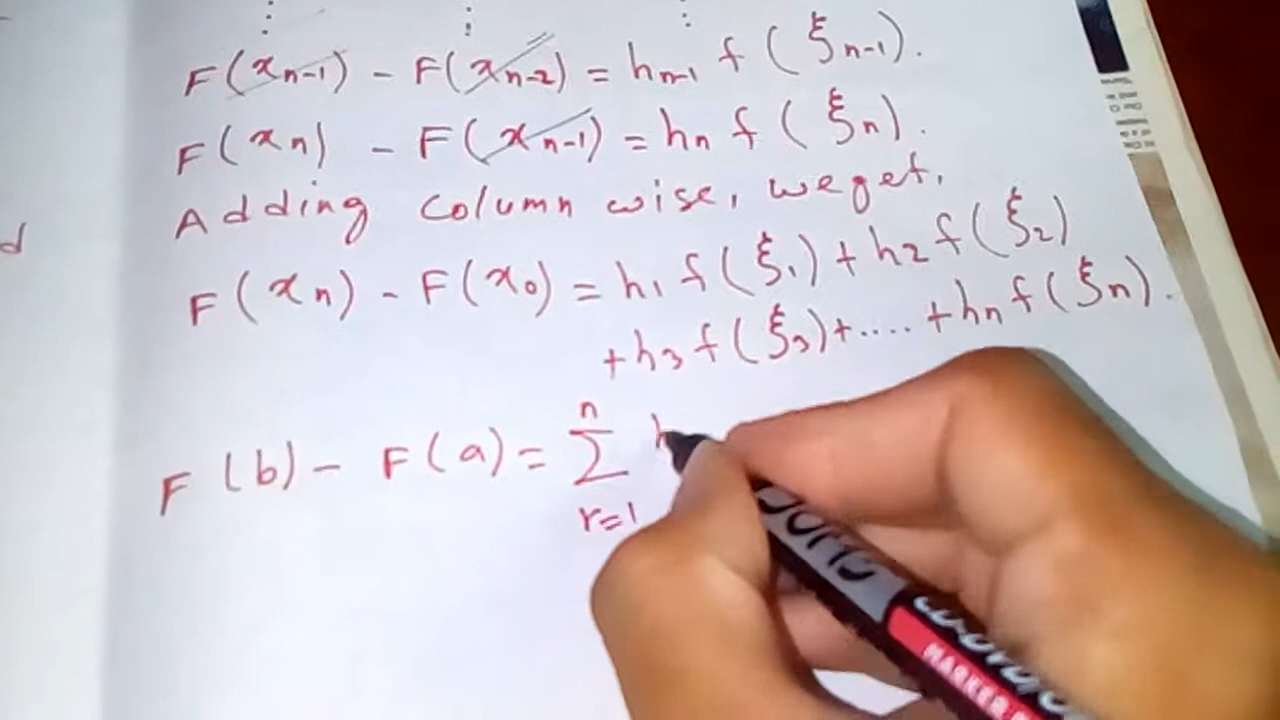 F(xₙ₋₁) - F(xₙ₋₂) = hₙ₋₁ f(ξₙ₋₁).
F(xₙ) - F(xₙ₋₁) = hₙ f(ξₙ).
Adding column wise, we get,
F(xₙ) - F(x₀) = h₁ f(ξ₁) + h₂ f(ξ₂)
+ h₃ f(ξ₃) + .... + hₙ f(ξₙ).
F(b) - F(a) = Σ n r=1 h
MARKER
d